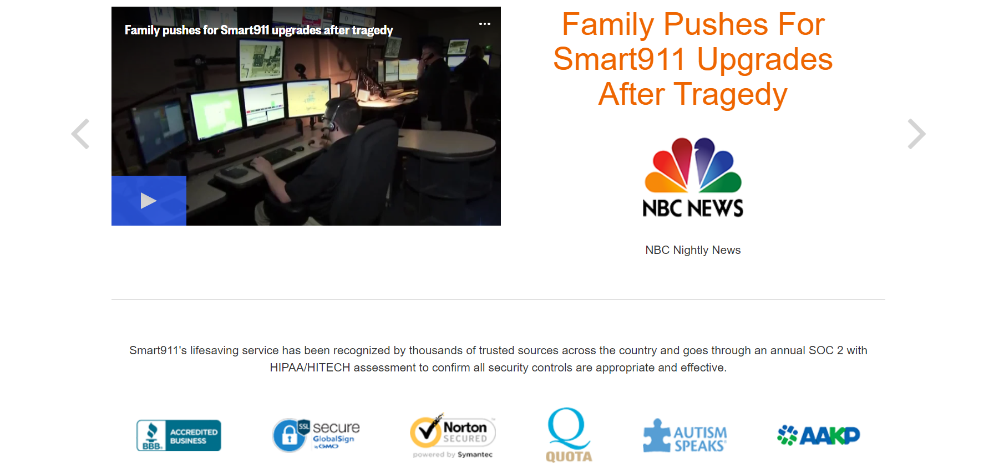 Family pushes for Smart911 upgrades after tragedy
Family Pushes For
Smart911 Upgrades
After Tragedy
NBC NEWS
NBC Nightly News
Smart911's lifesaving service has been recognized by thousands of trusted sources across the country and goes through an annual SOC 2 with
HIPAA/HITECH assessment to confirm all security controls are appropriate and effective.
BBB.
ACCREDITED
BUSINESS
SSL
secure
GlobalSign
by GMO
Norton
SECURED
powered by Symantec
QUOTA
AUTISM
SPEAKS®
AAKP